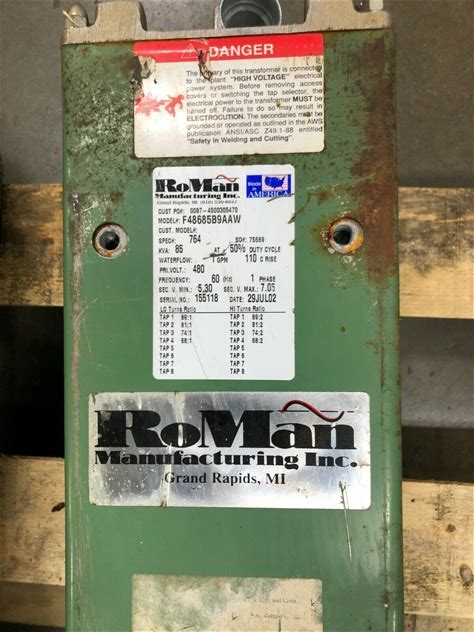 DANGER
The primary of this transformer is connected
to the plant "HIGH VOLTAGE" electrical
power system. Before removing access
covers or switching the tap selector, the
electrical power to the transformer MUST be
turned off. Failure to do so may result in
ELECTROCUTION. The secondaries must be
grounded or operated as outlined in the AWS
publication ANSI/ASC Z49.1-88 entitled
"Safety in Welding and Cutting".
RoMan
Manufacturing Inc.
Grand Rapids, MI (616) 530-8641
Made in
AMERICA
CUST PO#: 0087-4500305470
MODEL#: F48685B9AAW
CUST. MODEL#:
SPEC#: 764 SO#: 75569
KVA: 86 AT 50% DUTY CYCLE
WATERFLOW: 1 GPM 110 C RISE
PRI.VOLT: 480
FREQUENCY: 60 (Hz) 1 PHASE
SEC. V. MIN.: 5.30 SEC. V. MAX.: 7.05
SERIAL NO.: 155118 DATE: 29JUL02
LO Turns Ratio HI Turns Ratio
TAP 1 89:1 TAP 1 89:2
TAP 2 81:1 TAP 2 81:2
TAP 3 74:1 TAP 3 74:2
TAP 4 68:1 TAP 4 68:2
TAP 5 TAP 5
TAP 6 TAP 6
TAP 7 TAP 7
TAP 8 TAP 8
RoMan
Manufacturing Inc.
Grand Rapids, MI